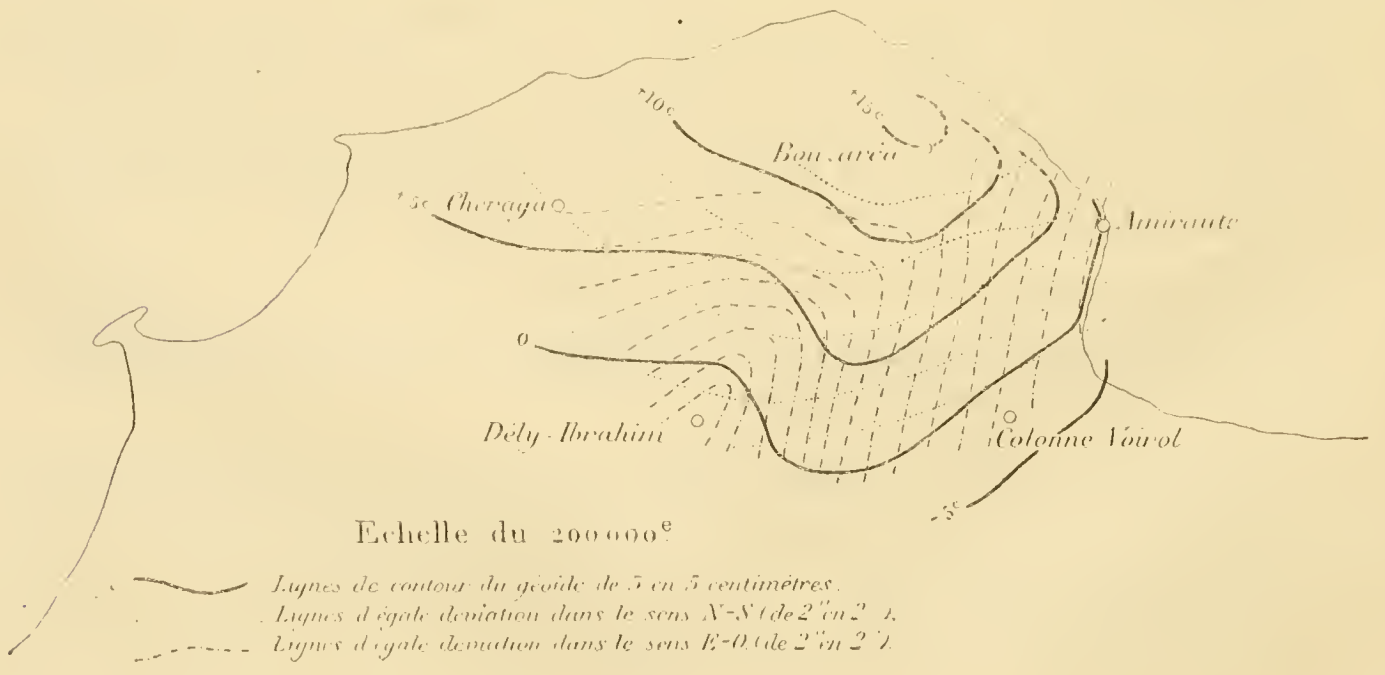 +10c
+15c
Bouzaréa
+5c Cheraga
Amirauté
0
Dély-Ibrahim
Colonne Voirol
-5c
Echelle du 200000e
Lignes de contour du géoïde de 5 en 5 centimètres.
Lignes d'égale déviation dans le sens N-S (de 2" en 2").
Lignes d'égale déviation dans le sens E-O. (de 2" en 2").